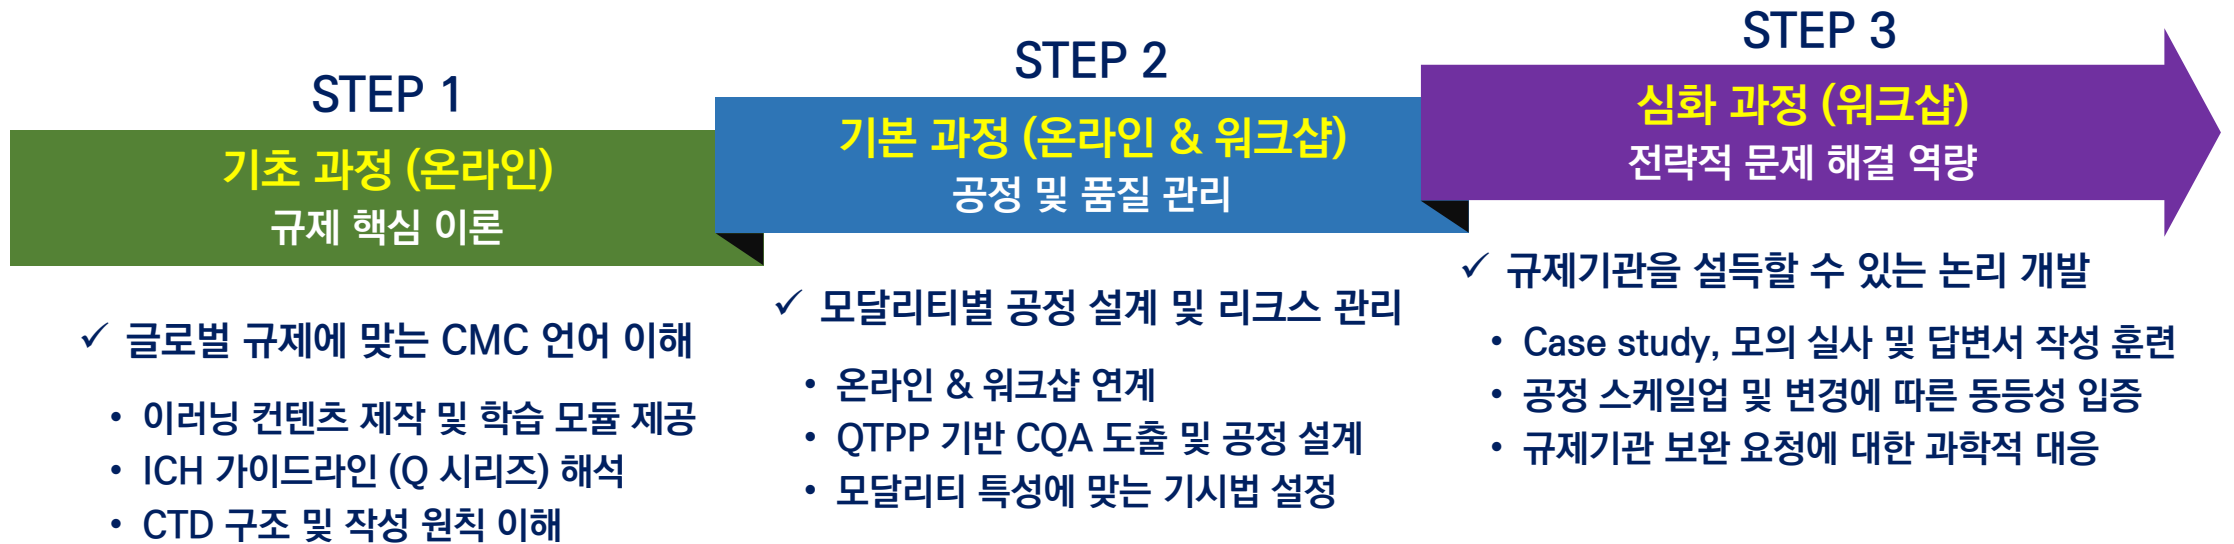 STEP 1
기초 과정 (온라인)
규제 핵심 이론
✓ 글로벌 규제에 맞는 CMC 언어 이해
• 이러닝 컨텐츠 제작 및 학습 모듈 제공
• ICH 가이드라인 (Q 시리즈) 해석
• CTD 구조 및 작성 원칙 이해
STEP 2
기본 과정 (온라인 & 워크샵)
공정 및 품질 관리
✓ 모달리티별 공정 설계 및 리크스 관리
• 온라인 & 워크샵 연계
• QTPP 기반 CQA 도출 및 공정 설계
• 모달리티 특성에 맞는 기시법 설정
STEP 3
심화 과정 (워크샵)
전략적 문제 해결 역량
✓ 규제기관을 설득할 수 있는 논리 개발
• Case study, 모의 실사 및 답변서 작성 훈련
• 공정 스케일업 및 변경에 따른 동등성 입증
• 규제기관 보완 요청에 대한 과학적 대응